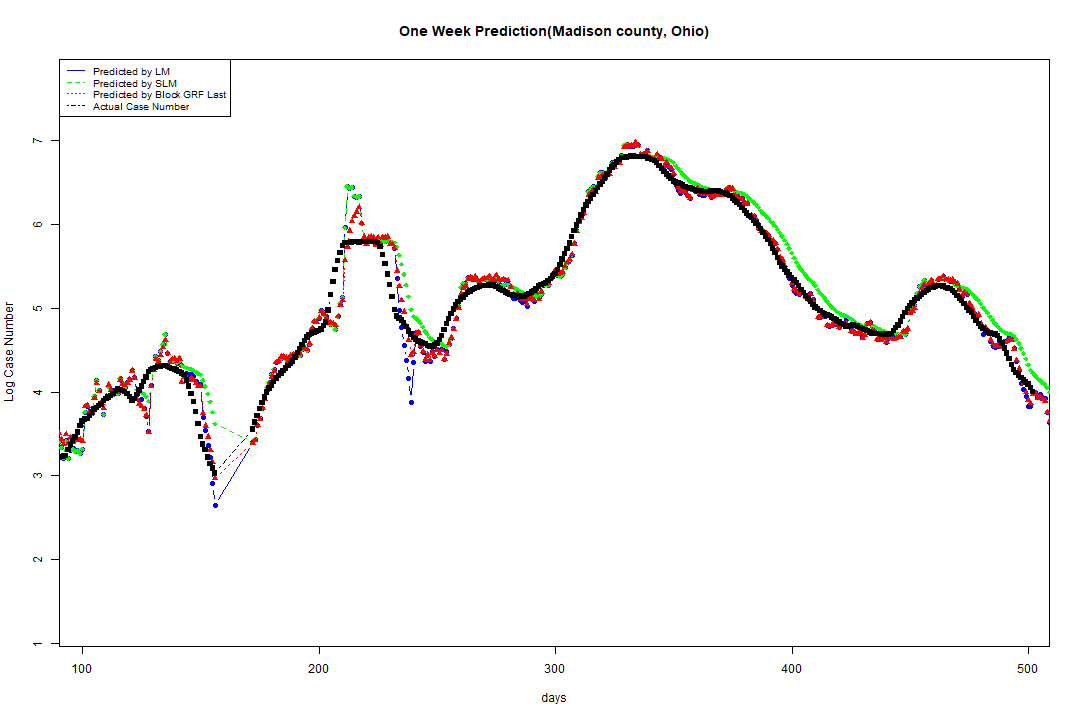 One Week Prediction(Madison county, Ohio)
Predicted by LM
Predicted by SLM
Predicted by Block GRF Last
Actual Case Number
Log Case Number
7
6
5
4
3
2
1
100 200 300 400 500
days